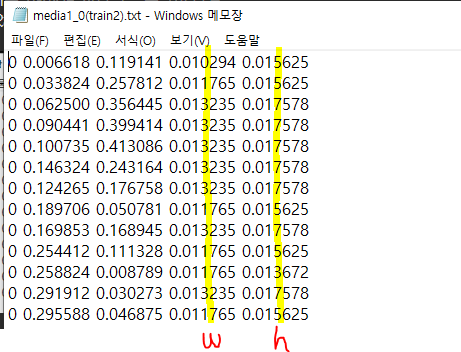 media1_0(train2).txt - Windows 메모장
파일(F) 편집(E) 서식(O) 보기(V) 도움말
0 0.006618 0.119141 0.010294 0.015625
0 0.033824 0.257812 0.011765 0.015625
0 0.062500 0.356445 0.013235 0.017578
0 0.090441 0.399414 0.013235 0.017578
0 0.100735 0.413086 0.013235 0.017578
0 0.146324 0.243164 0.013235 0.017578
0 0.124265 0.176758 0.013235 0.017578
0 0.189706 0.050781 0.011765 0.015625
0 0.169853 0.168945 0.013235 0.017578
0 0.254412 0.111328 0.011765 0.015625
0 0.258824 0.008789 0.011765 0.013672
0 0.291912 0.030273 0.013235 0.017578
0 0.295588 0.046875 0.011765 0.015625
w h